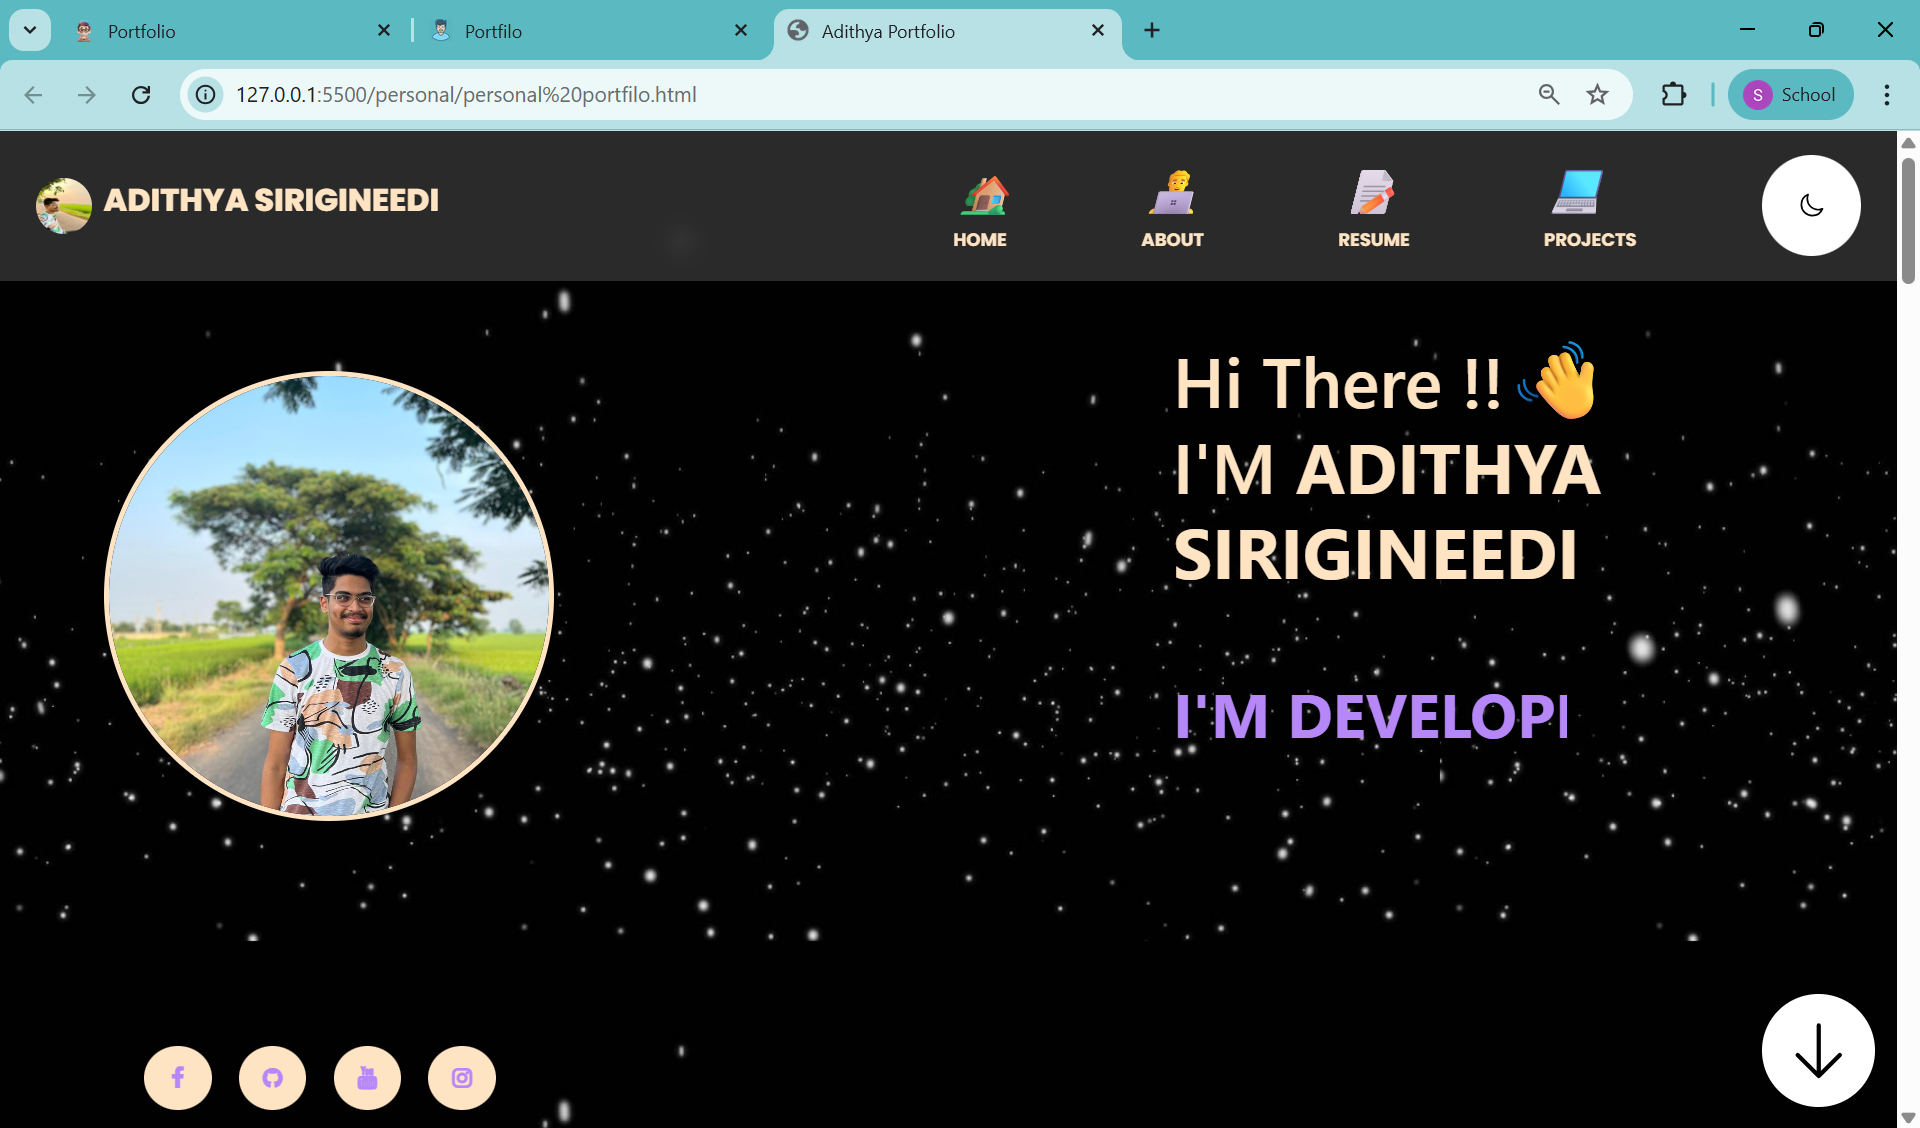 Portfolio
Portfilo
Adithya Portfolio
127.0.0.1:5500/personal/personal%20portfilo.html
S School
ADITHYA SIRIGINEEDI
HOME
ABOUT
RESUME
PROJECTS
Hi There !!
I'M ADITHYA
SIRIGINEEDI
I'M DEVELOP